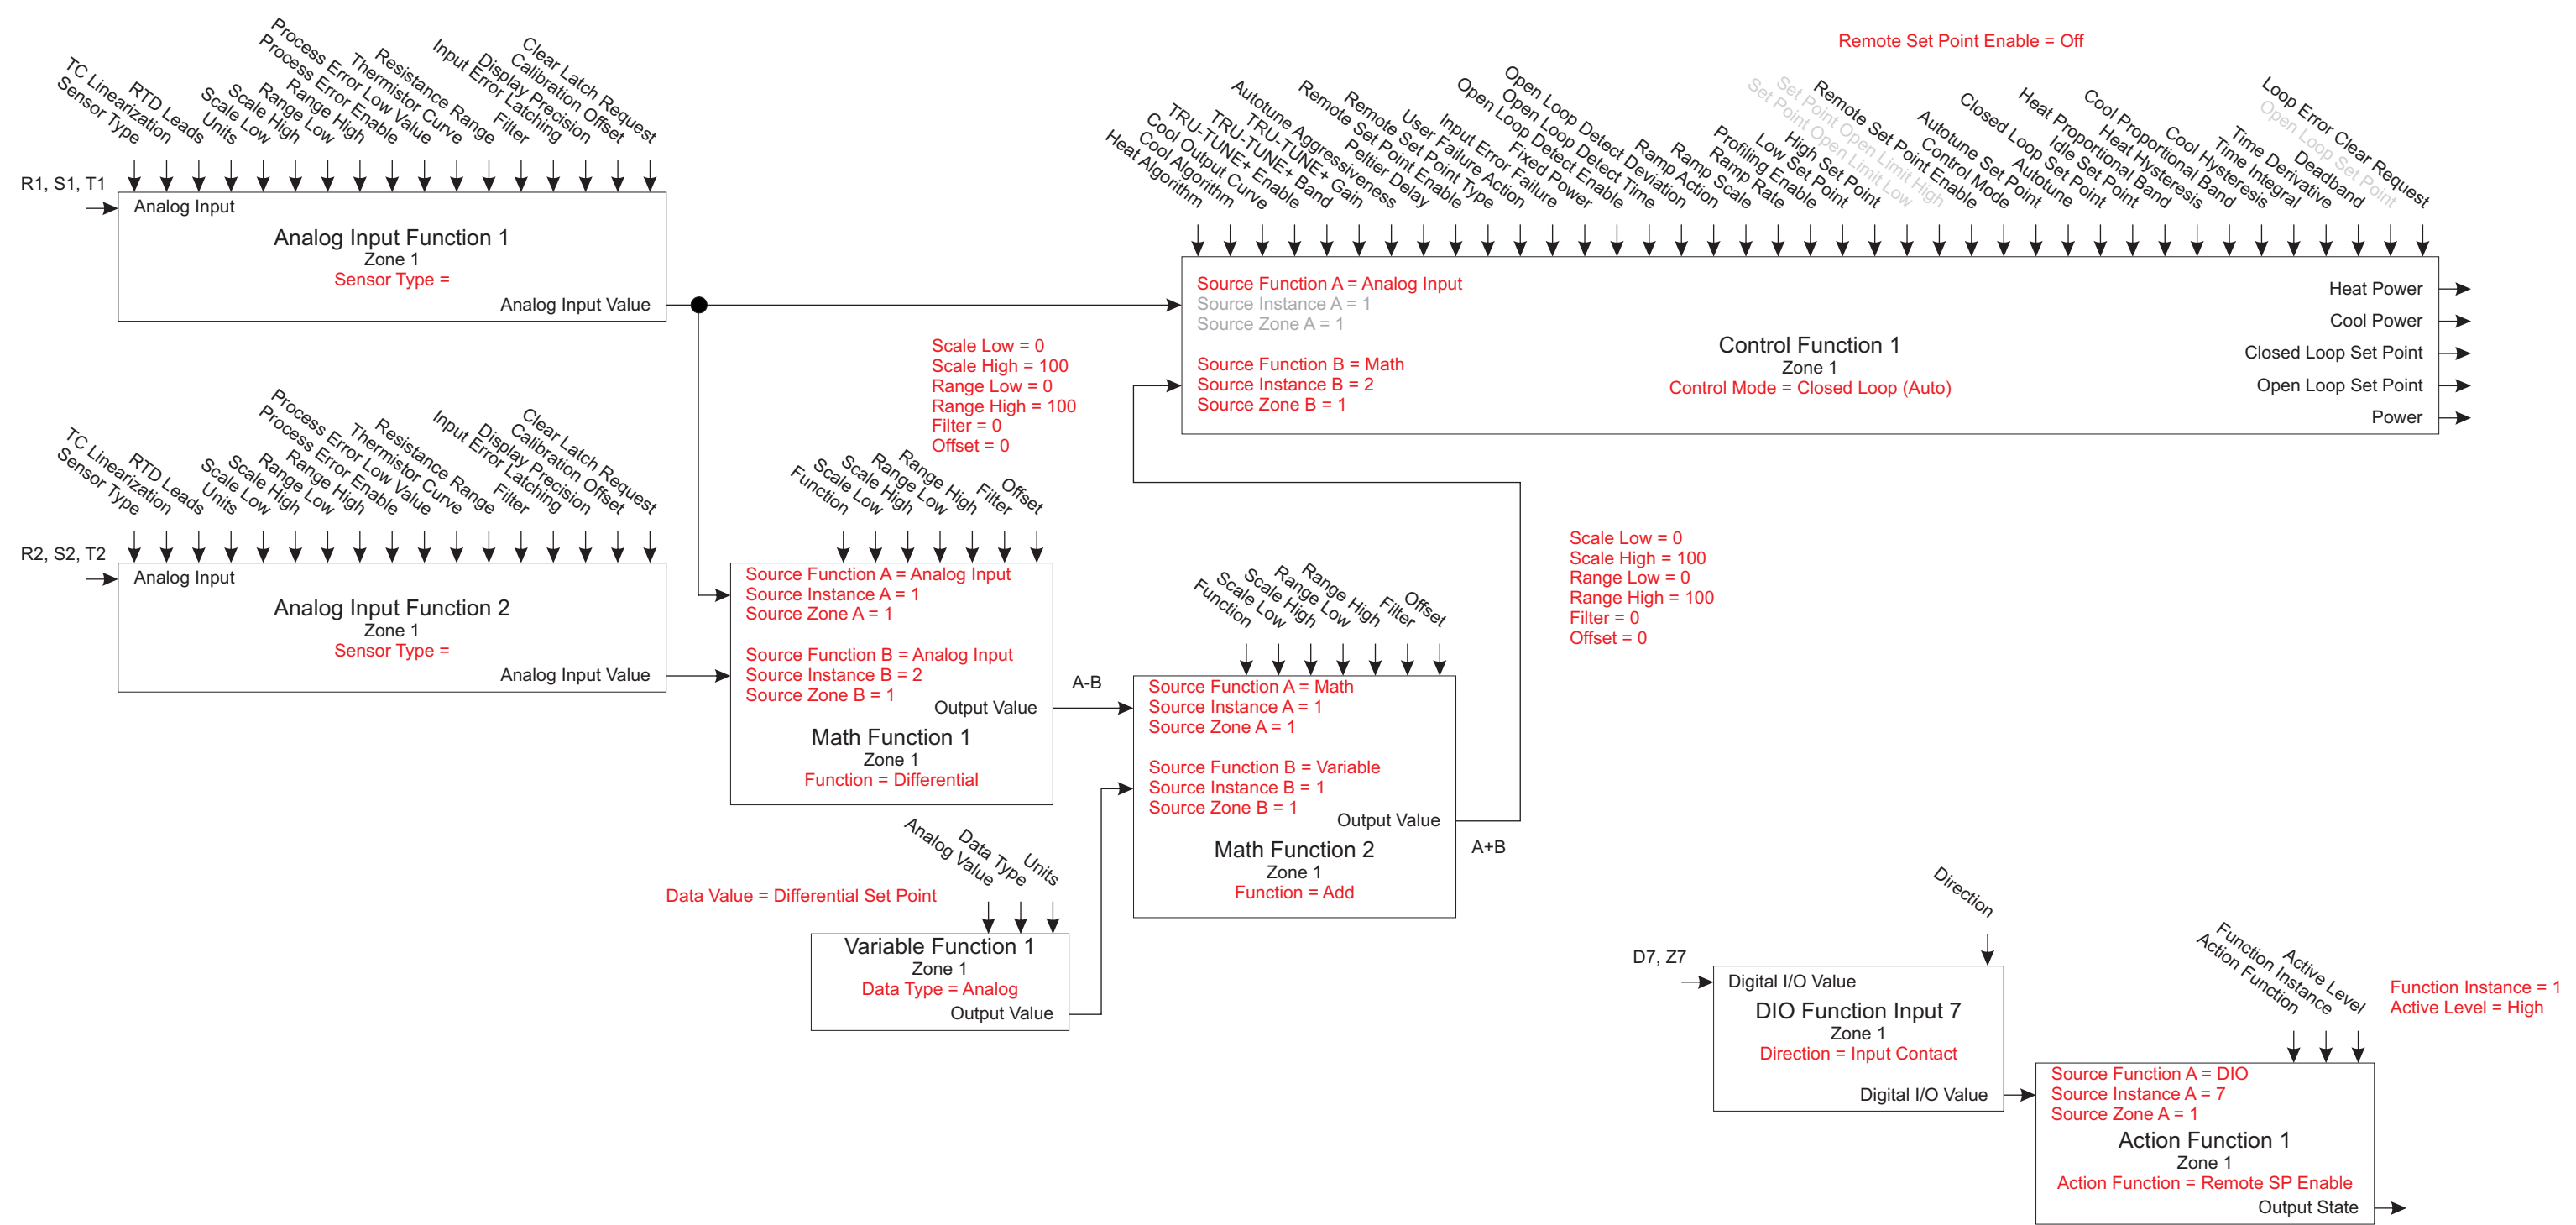 Remote Set Point Enable = Off
Sensor Type
TC Linearization
RTD Leads
Units
Scale Low
Scale High
Range Low
Range High
Process Error Enable
Process Error Low Value
Thermistor Curve
Resistance Range
Filter
Input Error Latching
Display Precision
Calibration Offset
Clear Latch Request
R1, S1, T1
Analog Input
Analog Input Function 1
Zone 1
Sensor Type =
Analog Input Value
Heat Algorithm
Cool Algorithm
Cool Output Curve
TRU-TUNE+ Enable
TRU-TUNE+ Band
TRU-TUNE+ Gain
Autotune Aggressiveness
Peltier Delay
Remote Set Point Enable
Remote Set Point Type
User Failure Action
Input Error Failure
Fixed Power
Open Loop Detect Enable
Open Loop Detect Time
Open Loop Detect Deviation
Ramp Action
Ramp Scale
Ramp Rate
Profiling Enable
Low Set Point
High Set Point
Set Point Open Limit Low
Set Point Open Limit High
Remote Set Point Enable
Control Mode
Autotune Set Point
Autotune
Closed Loop Set Point
Idle Set Point
Heat Proportional Band
Heat Hysteresis
Cool Proportional Band
Cool Hysteresis
Time Integral
Time Derivative
Deadband
Open Loop Set Point
Loop Error Clear Request
Source Function A = Analog Input
Source Instance A = 1
Source Zone A = 1
Source Function B = Math
Source Instance B = 2
Source Zone B = 1
Control Function 1
Zone 1
Control Mode = Closed Loop (Auto)
Heat Power
Cool Power
Closed Loop Set Point
Open Loop Set Point
Power
Scale Low = 0
Scale High = 100
Range Low = 0
Range High = 100
Filter = 0
Offset = 0
Sensor Type
TC Linearization
RTD Leads
Units
Scale Low
Scale High
Range Low
Range High
Process Error Enable
Process Error Low Value
Thermistor Curve
Resistance Range
Filter
Input Error Latching
Display Precision
Calibration Offset
Clear Latch Request
R2, S2, T2
Analog Input
Analog Input Function 2
Zone 1
Sensor Type =
Analog Input Value
Function
Scale Low
Scale High
Range Low
Range High
Filter
Offset
Source Function A = Analog Input
Source Instance A = 1
Source Zone A = 1
Source Function B = Analog Input
Source Instance B = 2
Source Zone B = 1
Output Value
Math Function 1
Zone 1
Function = Differential
A-B
Scale Low = 0
Scale High = 100
Range Low = 0
Range High = 100
Filter = 0
Offset = 0
Function
Scale Low
Scale High
Range Low
Range High
Filter
Offset
Source Function A = Math
Source Instance A = 1
Source Zone A = 1
Source Function B = Variable
Source Instance B = 1
Source Zone B = 1
Output Value
Math Function 2
Zone 1
Function = Add
A+B
Data Value = Differential Set Point
Analog Value
Data Type
Units
Variable Function 1
Zone 1
Data Type = Analog
Output Value
Direction
D7, Z7
Digital I/O Value
DIO Function Input 7
Zone 1
Direction = Input Contact
Digital I/O Value
Action Function
Function Instance
Active Level
Function Instance = 1
Active Level = High
Source Function A = DIO
Source Instance A = 7
Source Zone A = 1
Action Function 1
Zone 1
Action Function = Remote SP Enable
Output State